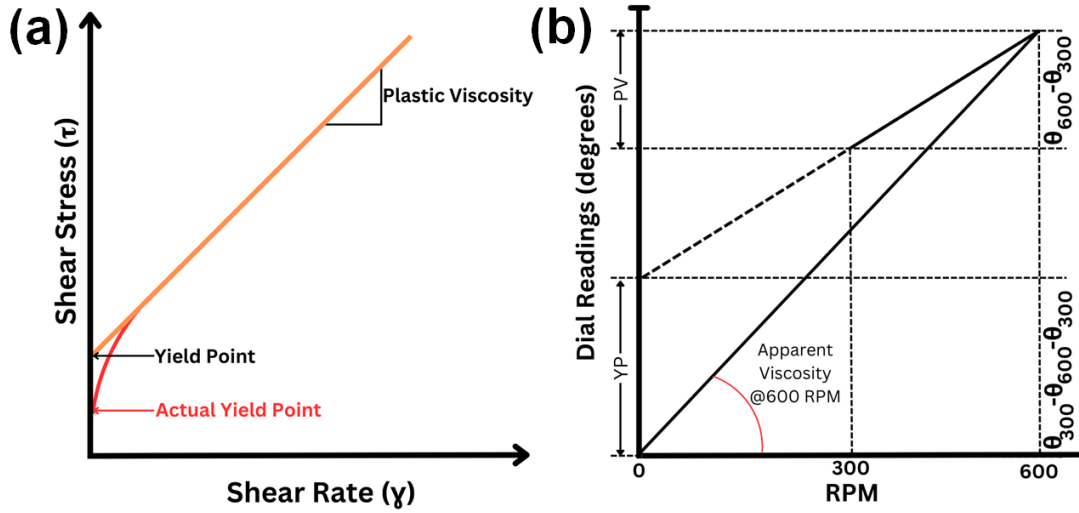 (a)
Shear Stress (τ)
Plastic Viscosity
Yield Point
Actual Yield Point
Shear Rate (ɣ)
(b)
Dial Readings (degrees)
PV
YP
Apparent
Viscosity
@600 RPM
θ600-θ300
θ300-θ600-θ300
0
300
600
RPM